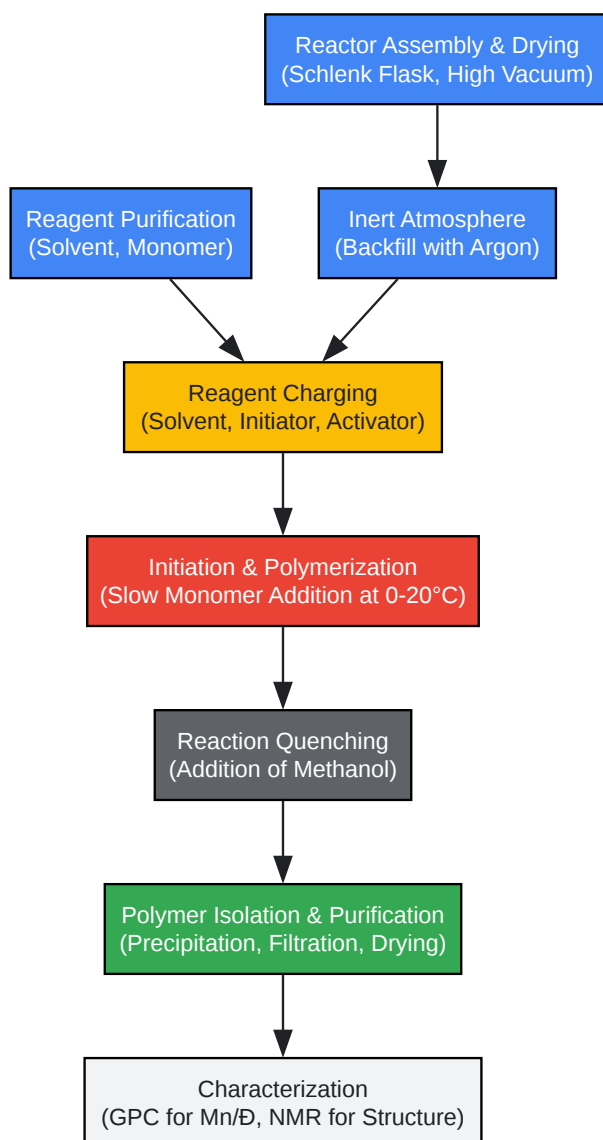 Reactor Assembly & Drying
(Schlenk Flask, High Vacuum)
Reagent Purification
(Solvent, Monomer)
Inert Atmosphere
(Backfill with Argon)
Reagent Charging
(Solvent, Initiator, Activator)
Initiation & Polymerization
(Slow Monomer Addition at 0-20°C)
Reaction Quenching
(Addition of Methanol)
Polymer Isolation & Purification
(Precipitation, Filtration, Drying)
Characterization
(GPC for Mn/Đ, NMR for Structure)